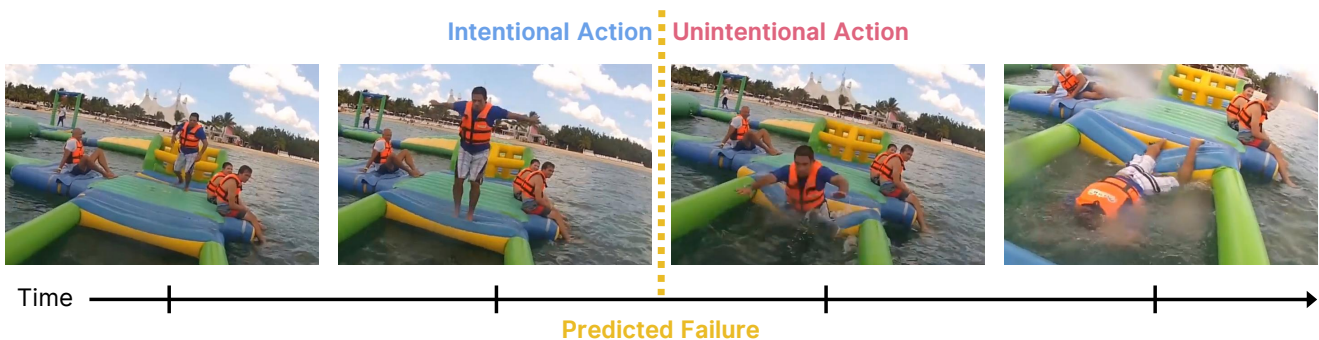 Intentional Action
Unintentional Action
Time
Predicted Failure